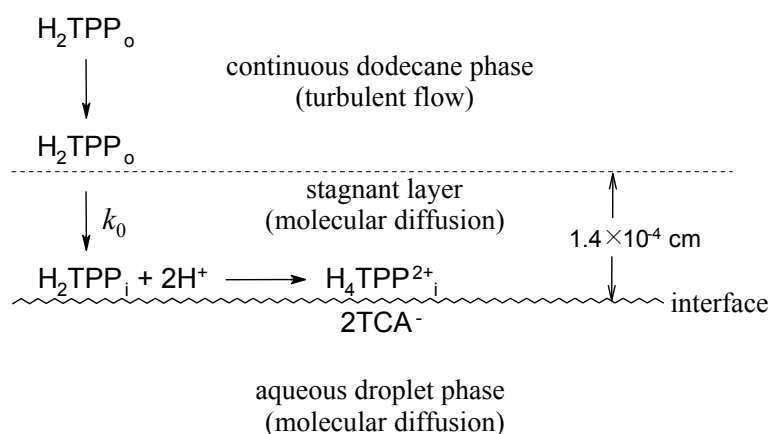 H₂TPPₒ
continuous dodecane phase
(turbulent flow)
H₂TPPₒ
stagnant layer
(molecular diffusion)
k₀
1.4×10⁻⁴ cm
H₂TPPᵢ + 2H⁺ → H₄TPP²⁺ᵢ
interface
2TCA⁻
aqueous droplet phase
(molecular diffusion)